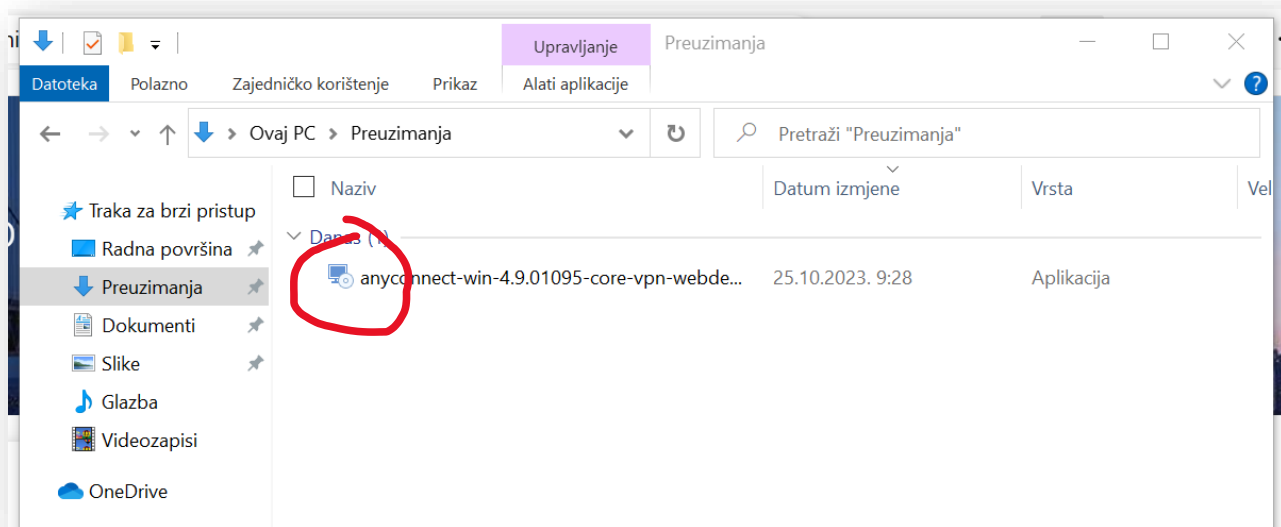 Upravljanje Preuzimanja
Datoteka Polazno Zajedničko korištenje Prikaz Alati aplikacije
Ovaj PC > Preuzimanja Pretraži "Preuzimanja"
Naziv Datum izmjene Vrsta Vel
Traka za brzi pristup
Danas (1)
Radna površina
anyconnect-win-4.9.01095-core-vpn-webde... 25.10.2023. 9:28 Aplikacija
Preuzimanja
Dokumenti
Slike
Glazba
Videozapisi
OneDrive